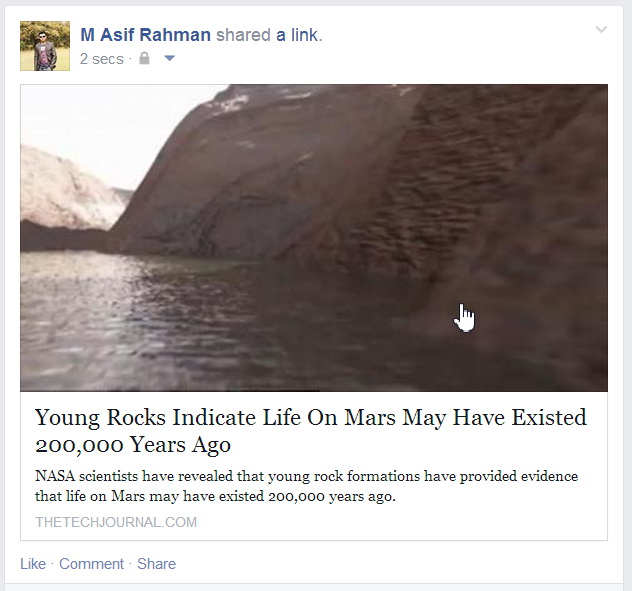 M Asif Rahman shared a link.
2 secs ·
Young Rocks Indicate Life On Mars May Have Existed
200,000 Years Ago
NASA scientists have revealed that young rock formations have provided evidence
that life on Mars may have existed 200,000 years ago.
THETECHJOURNAL.COM
Like · Comment · Share